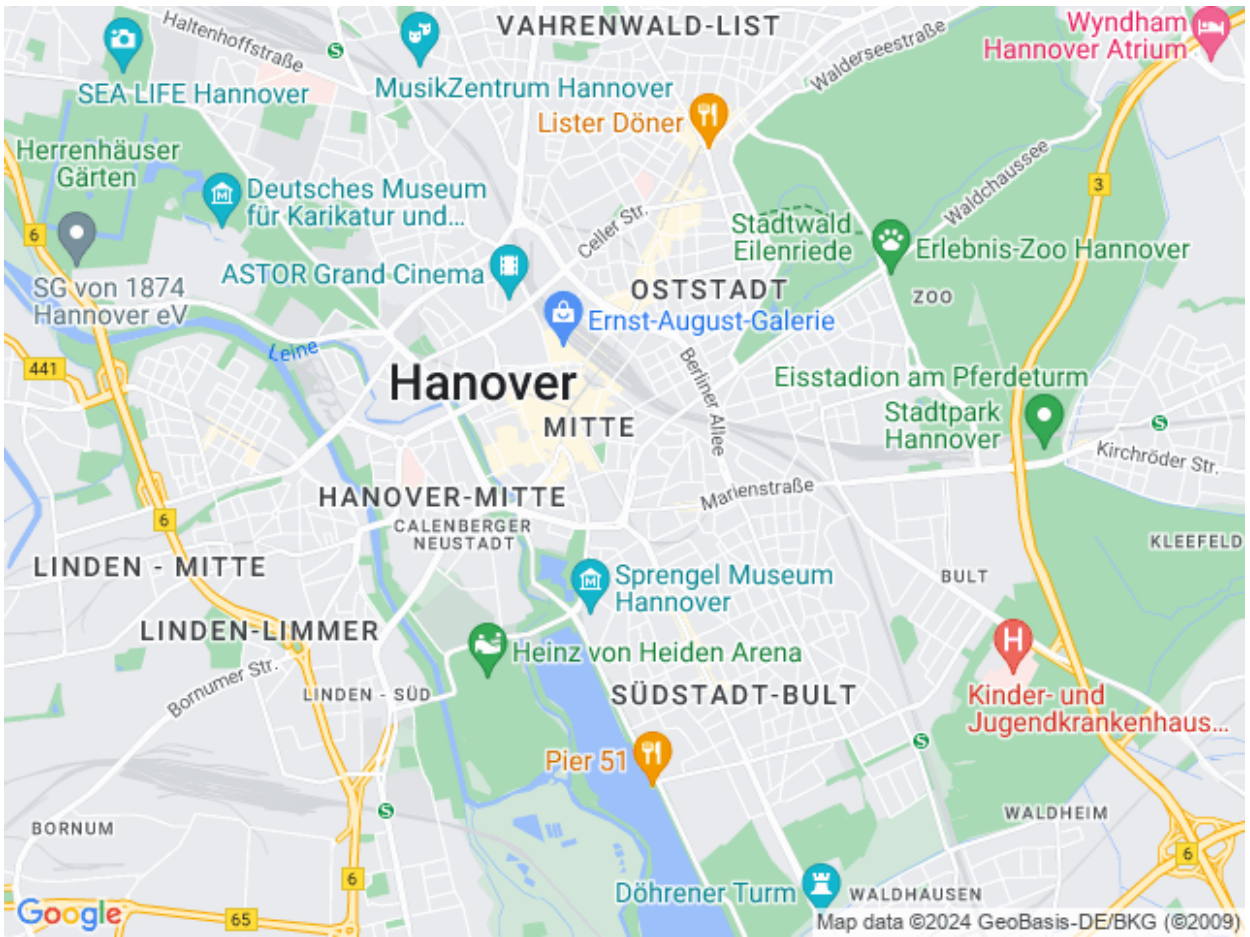 VAHRENWALD-LIST
Haltenhoffstraße
S
Walderseestraße
Wyndham
Hannover Atrium
SEA LIFE Hannover
MusikZentrum Hannover
Lister Döner
Herrenhäuser
Gärten
Deutsches Museum
für Karikatur und...
Waldchaussee
3
Celler Str.
Stadtwald
Eilenriede
Erlebnis-Zoo Hannover
6
ASTOR Grand Cinema
SG von 1874
Hannover eV
OSTSTADT
ZOO
Ernst-August-Galerie
Leine
441
Hanover
Berliner Allee
Eisstadion am Pferdeturm
Stadtpark
Hannover
S
MITTE
Kirchröder Str.
HANOVER-MITTE
Marienstraße
CALENBERGER
NEUSTADT
6
KLEEFELD
LINDEN - MITTE
Sprengel Museum
Hannover
BULT
LINDEN-LIMMER
H
Heinz von Heiden Arena
Bornumer Str.
LINDEN - SÜD
SÜDSTADT-BULT
Kinder- und
Jugendkrankenhaus...
S
Pier 51
S
BORNUM
WALDHEIM
6
6
Döhrener Turm
WALDHAUSEN
Google
65
Map data ©2024 GeoBasis-DE/BKG (©2009)